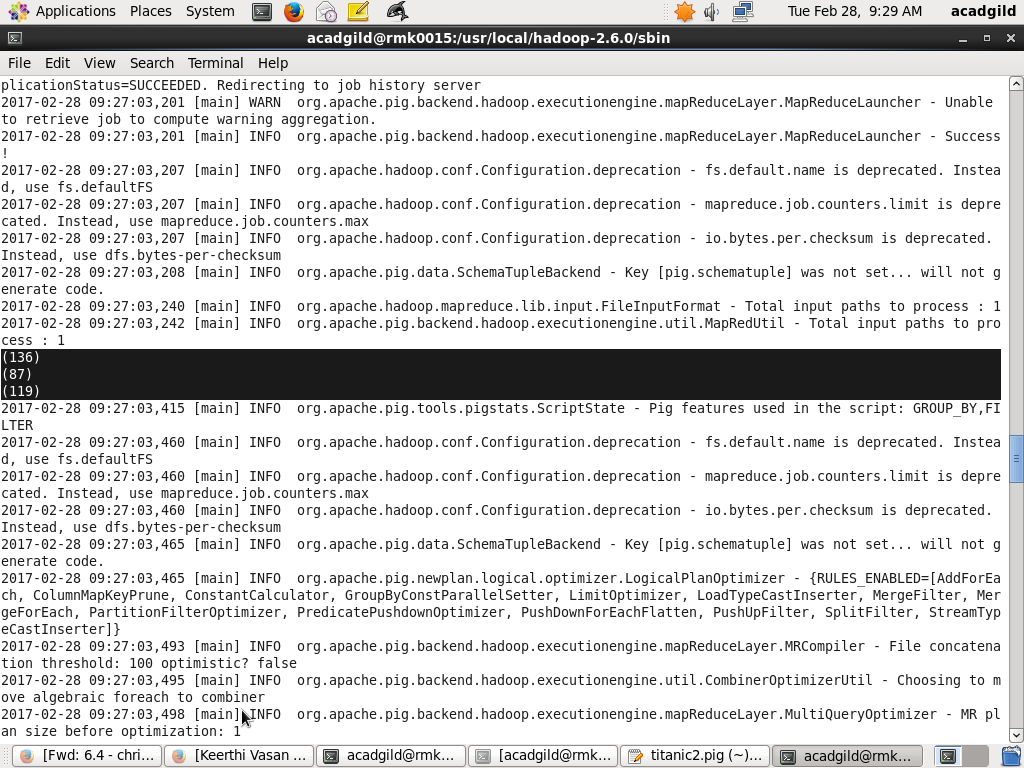 Applications Places System Tue Feb 28, 9:29 AM acadgild
acadgild@rmk0015:/usr/local/hadoop-2.6.0/sbin
File Edit View Search Terminal Help
plicationStatus=SUCCEEDED. Redirecting to job history server
2017-02-28 09:27:03,201 [main] WARN  org.apache.pig.backend.hadoop.executionengine.mapReduceLayer.MapReduceLauncher - Unable
to retrieve job to compute warning aggregation.
2017-02-28 09:27:03,201 [main] INFO  org.apache.pig.backend.hadoop.executionengine.mapReduceLayer.MapReduceLauncher - Success
!
2017-02-28 09:27:03,207 [main] INFO  org.apache.hadoop.conf.Configuration.deprecation - fs.default.name is deprecated. Instea
d, use fs.defaultFS
2017-02-28 09:27:03,207 [main] INFO  org.apache.hadoop.conf.Configuration.deprecation - mapreduce.job.counters.limit is depre
cated. Instead, use mapreduce.job.counters.max
2017-02-28 09:27:03,207 [main] INFO  org.apache.hadoop.conf.Configuration.deprecation - io.bytes.per.checksum is deprecated.
Instead, use dfs.bytes-per-checksum
2017-02-28 09:27:03,208 [main] INFO  org.apache.pig.data.SchemaTupleBackend - Key [pig.schematuple] was not set... will not g
enerate code.
2017-02-28 09:27:03,240 [main] INFO  org.apache.hadoop.mapreduce.lib.input.FileInputFormat - Total input paths to process : 1
2017-02-28 09:27:03,242 [main] INFO  org.apache.pig.backend.hadoop.executionengine.util.MapRedUtil - Total input paths to pro
cess : 1
(136)
(87)
(119)
2017-02-28 09:27:03,415 [main] INFO  org.apache.pig.tools.pigstats.ScriptState - Pig features used in the script: GROUP_BY,FI
LTER
2017-02-28 09:27:03,460 [main] INFO  org.apache.hadoop.conf.Configuration.deprecation - fs.default.name is deprecated. Instea
d, use fs.defaultFS
2017-02-28 09:27:03,460 [main] INFO  org.apache.hadoop.conf.Configuration.deprecation - mapreduce.job.counters.limit is depre
cated. Instead, use mapreduce.job.counters.max
2017-02-28 09:27:03,460 [main] INFO  org.apache.hadoop.conf.Configuration.deprecation - io.bytes.per.checksum is deprecated.
Instead, use dfs.bytes-per-checksum
2017-02-28 09:27:03,465 [main] INFO  org.apache.pig.data.SchemaTupleBackend - Key [pig.schematuple] was not set... will not g
enerate code.
2017-02-28 09:27:03,465 [main] INFO  org.apache.pig.newplan.logical.optimizer.LogicalPlanOptimizer - {RULES_ENABLED=[AddForEa
ch, ColumnMapKeyPrune, ConstantCalculator, GroupByConstParallelSetter, LimitOptimizer, LoadTypeCastInserter, MergeFilter, Mer
geForEach, PartitionFilterOptimizer, PredicatePushdownOptimizer, PushDownForEachFlatten, PushUpFilter, SplitFilter, StreamTyp
eCastInserter]}
2017-02-28 09:27:03,493 [main] INFO  org.apache.pig.backend.hadoop.executionengine.mapReduceLayer.MRCompiler - File concatena
tion threshold: 100 optimistic? false
2017-02-28 09:27:03,495 [main] INFO  org.apache.pig.backend.hadoop.executionengine.util.CombinerOptimizerUtil - Choosing to m
ove algebraic foreach to combiner
2017-02-28 09:27:03,498 [main] INFO  org.apache.pig.backend.hadoop.executionengine.mapReduceLayer.MultiQueryOptimizer - MR pl
an size before optimization: 1
[Fwd: 6.4 - chri... [Keerthi Vasan ... acadgild@rmk... [acadgild@rmk... titanic2.pig (~)... acadgild@rmk...